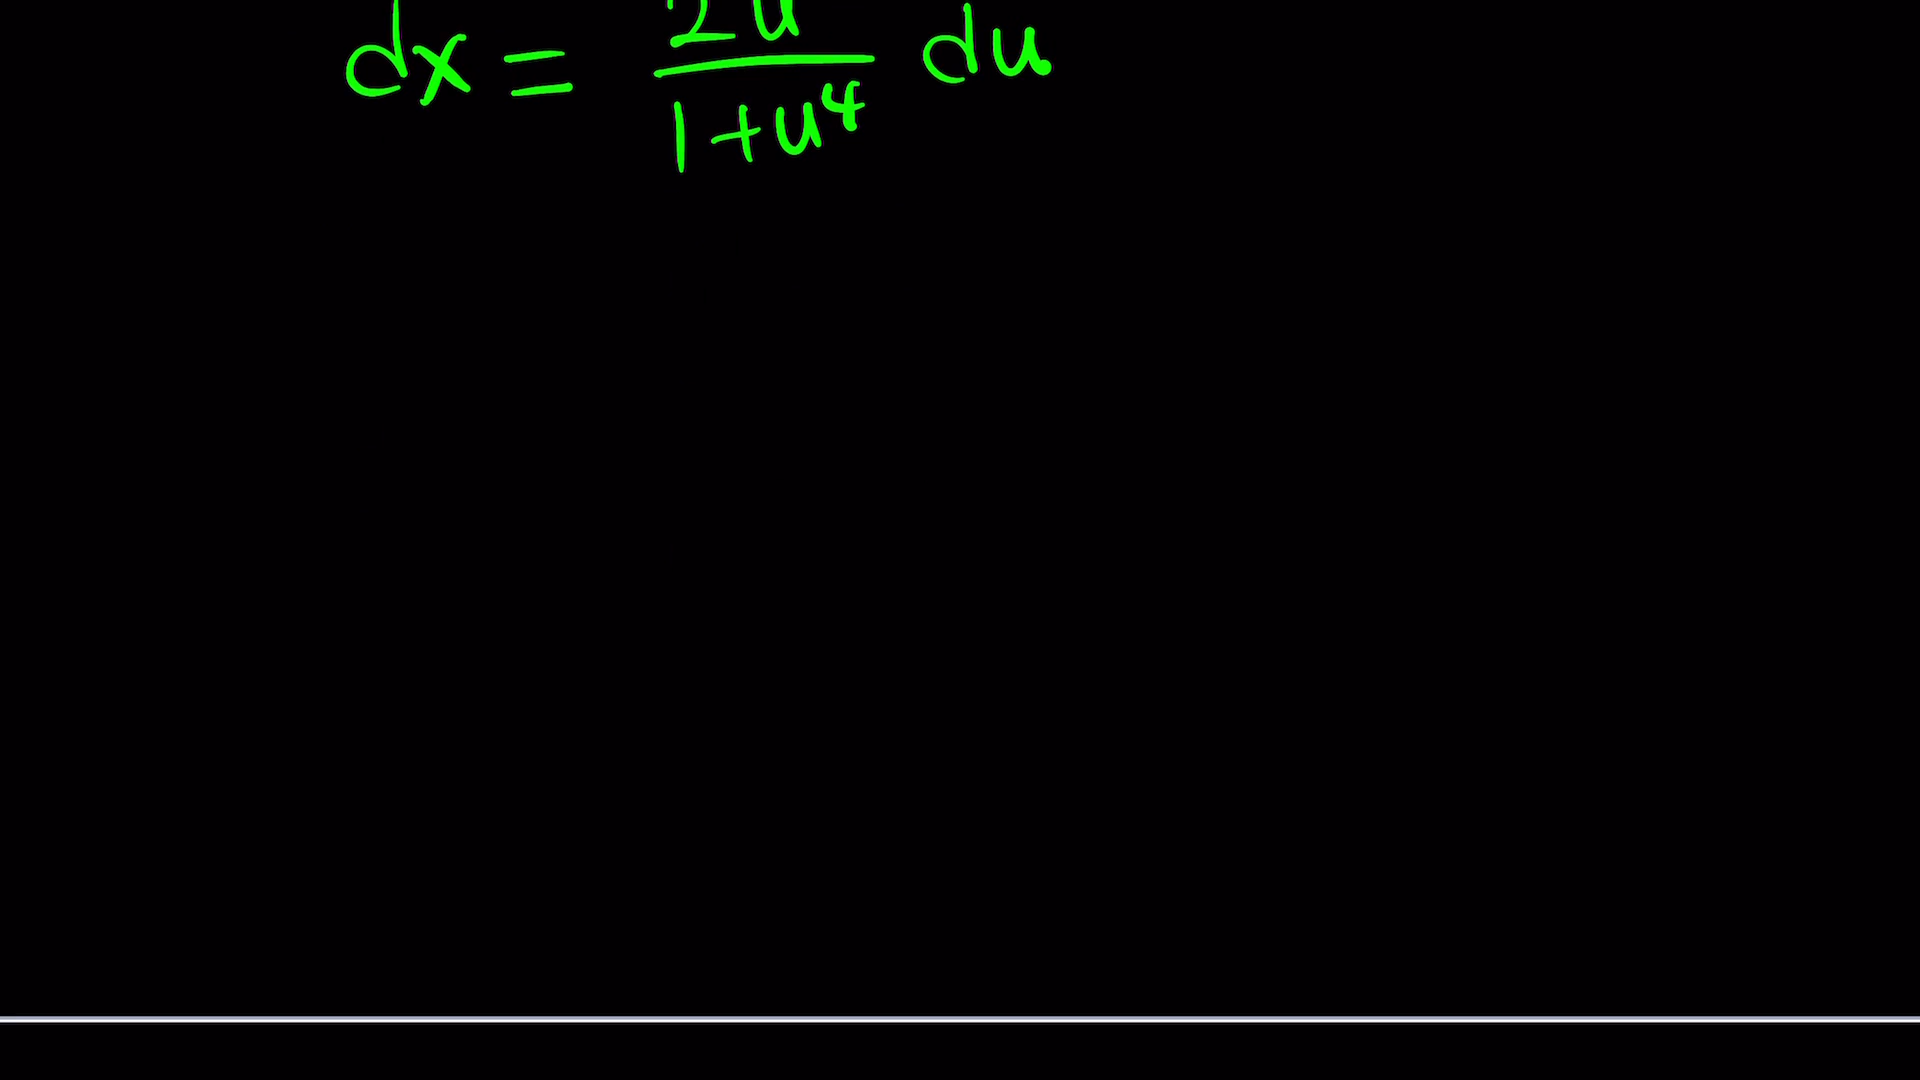 dx = 2u / 1+u⁴ du